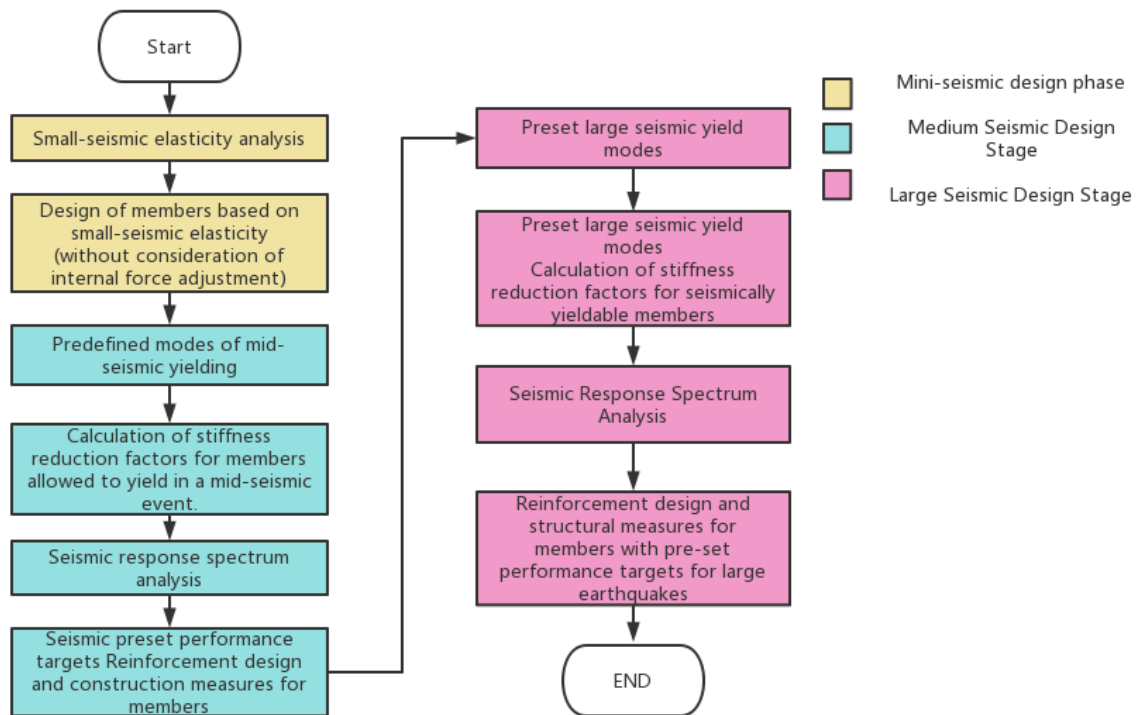 Start
Small-seismic elasticity analysis
Design of members based on
small-seismic elasticity
(without consideration of
internal force adjustment)
Predefined modes of mid-
seismic yielding
Calculation of stiffness
reduction factors for members
allowed to yield in a mid-seismic
event.
Seismic response spectrum
analysis
Seismic preset performance
targets Reinforcement design
and construction measures for
members
Preset large seismic yield
modes
Preset large seismic yield
modes
Calculation of stiffness
reduction factors for seismically
yieldable members
Seismic Response Spectrum
Analysis
Reinforcement design and
structural measures for
members with pre-set
performance targets for large
earthquakes
END
Mini-seismic design phase
Medium Seismic Design
Stage
Large Seismic Design Stage